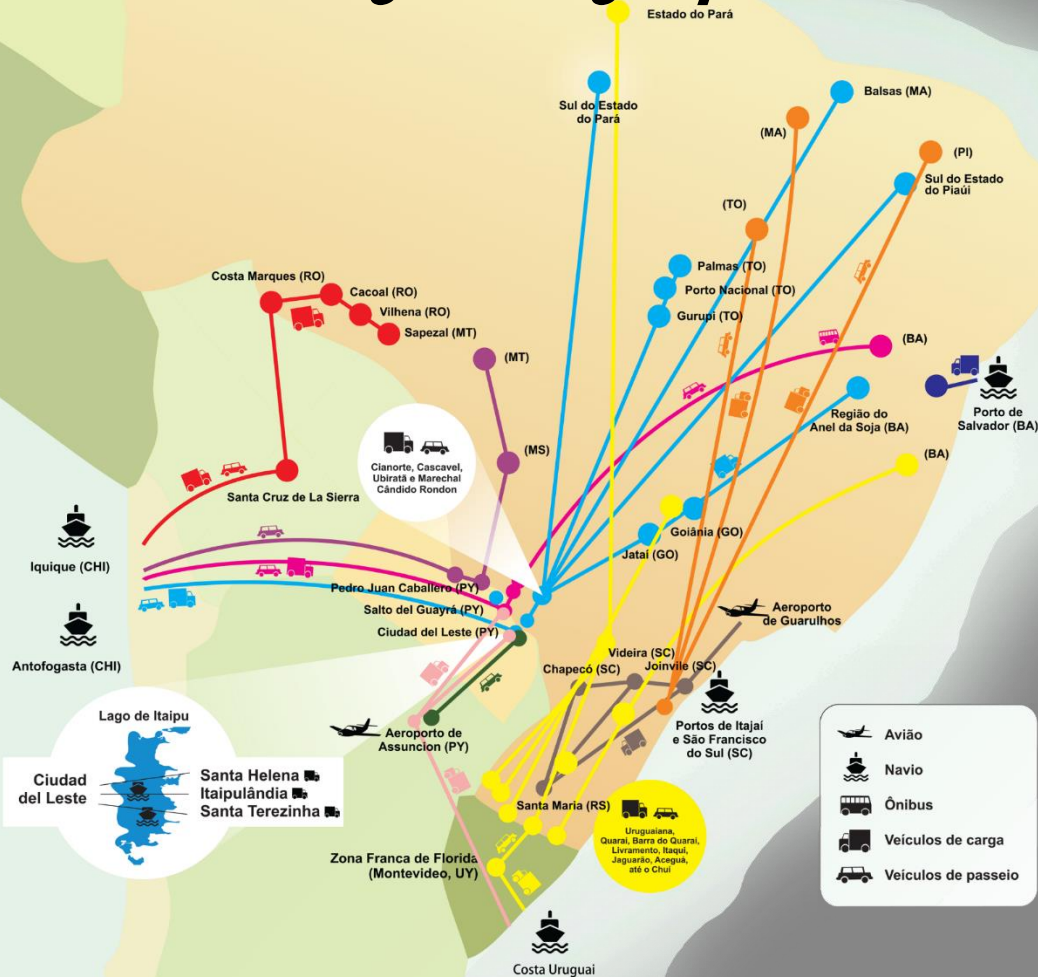 Estado do Pará
Sul do Estado
do Pará
Balsas (MA)
(MA)
(PI)
Sul do Estado
do Piaúi
(TO)
Costa Marques (RO)
Cacoal (RO)
Vilhena (RO)
Sapezal (MT)
Palmas (TO)
Porto Nacional (TO)
Gurupi (TO)
(MT)
(BA)
Porto de
Salvador (BA)
Região do
Anel da Soja (BA)
(BA)
Cianorte, Cascavel,
Ubiratã e Marechal
Cândido Rondon
(MS)
Santa Cruz de La Sierra
Goiânia (GO)
Jataí (GO)
Iquique (CHI)
Pedro Juan Caballero (PY)
Salto del Guayrá (PY)
Ciudad del Leste (PY)
Antofogasta (CHI)
Aeroporto
de Guarulhos
Videira (SC)
Chapecó (SC)
Joinvile (SC)
Portos de Itajaí
e São Francisco
do Sul (SC)
Aeroporto de
Assuncion (PY)
Lago de Itaipu
Ciudad
del Leste
Santa Helena
Itaipulândia
Santa Terezinha
Santa Maria (RS)
Uruguaiana,
Quarai, Barra do Quarai,
Livramento, Itaqui,
Jaguarão, Aceguá,
até o Chui
Zona Franca de Florida
(Montevideo, UY)
Costa Uruguai
Avião
Navio
Ônibus
Veículos de carga
Veículos de passeio